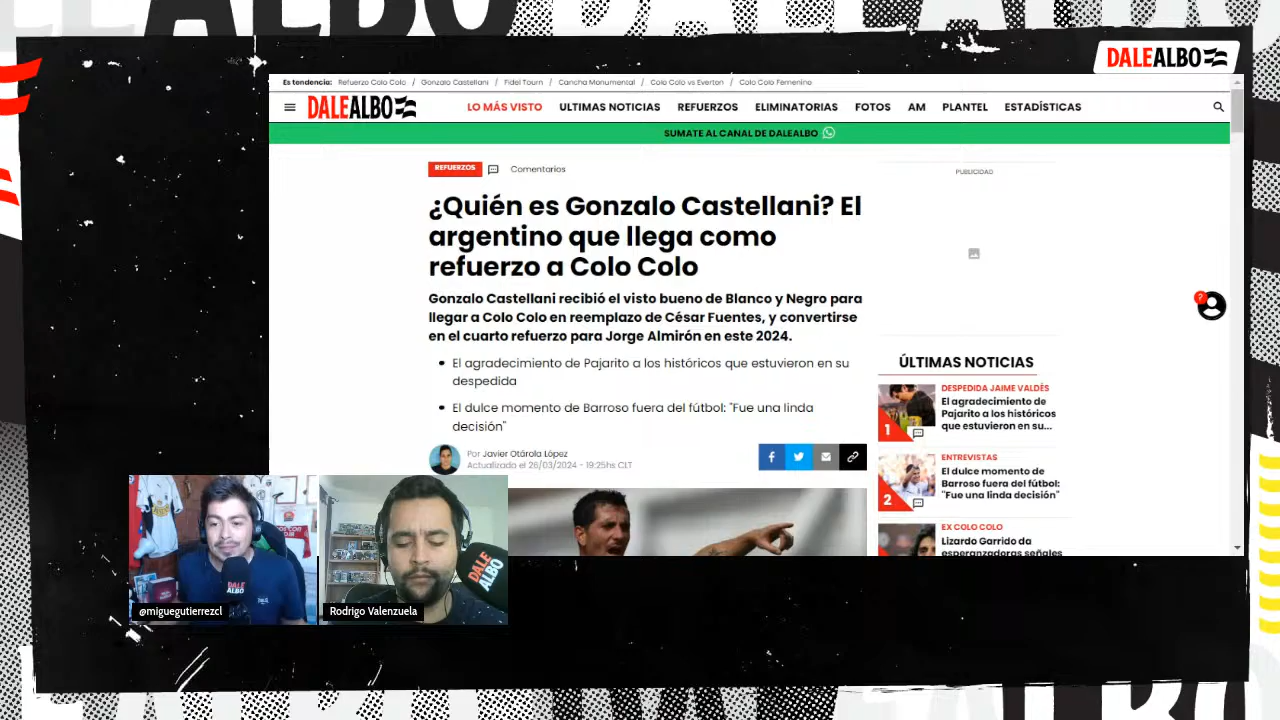 DALEALBO
Es tendencia: Refuerzo Colo Colo / Gonzalo Castellani / Fidel Tourn / Cancha Monumental / Colo Colo vs Everton / Colo Colo Femenino
DALEALBO
LO MÁS VISTO ULTIMAS NOTICIAS REFUERZOS ELIMINATORIAS FOTOS AM PLANTEL ESTADÍSTICAS
SUMATE AL CANAL DE DALEALBO
REFUERZOS Comentarios
PUBLICIDAD
¿Quién es Gonzalo Castellani? El
argentino que llega como
refuerzo a Colo Colo
Gonzalo Castellani recibió el visto bueno de Blanco y Negro para
llegar a Colo Colo en reemplazo de César Fuentes, y convertirse
en el cuarto refuerzo para Jorge Almirón en este 2024.
El agradecimiento de Pajarito a los históricos que estuvieron en su
despedida
El dulce momento de Barroso fuera del fútbol: "Fue una linda
decisión"
Por Javier Otárola López
Actualizado el 26/03/2024 - 19:25hs CLT
?
ÚLTIMAS NOTICIAS
1
DESPEDIDA JAIME VALDÉS
El agradecimiento de
Pajarito a los históricos
que estuvieron en su...
2
ENTREVISTAS
El dulce momento de
Barroso fuera del fútbol:
"Fue una linda decisión"
EX COLO COLO
Lizardo Garrido da
esperanzadoras señales
DALE
ALBO
DALE
ALBO
@miguegutierrezcl
Rodrigo Valenzuela